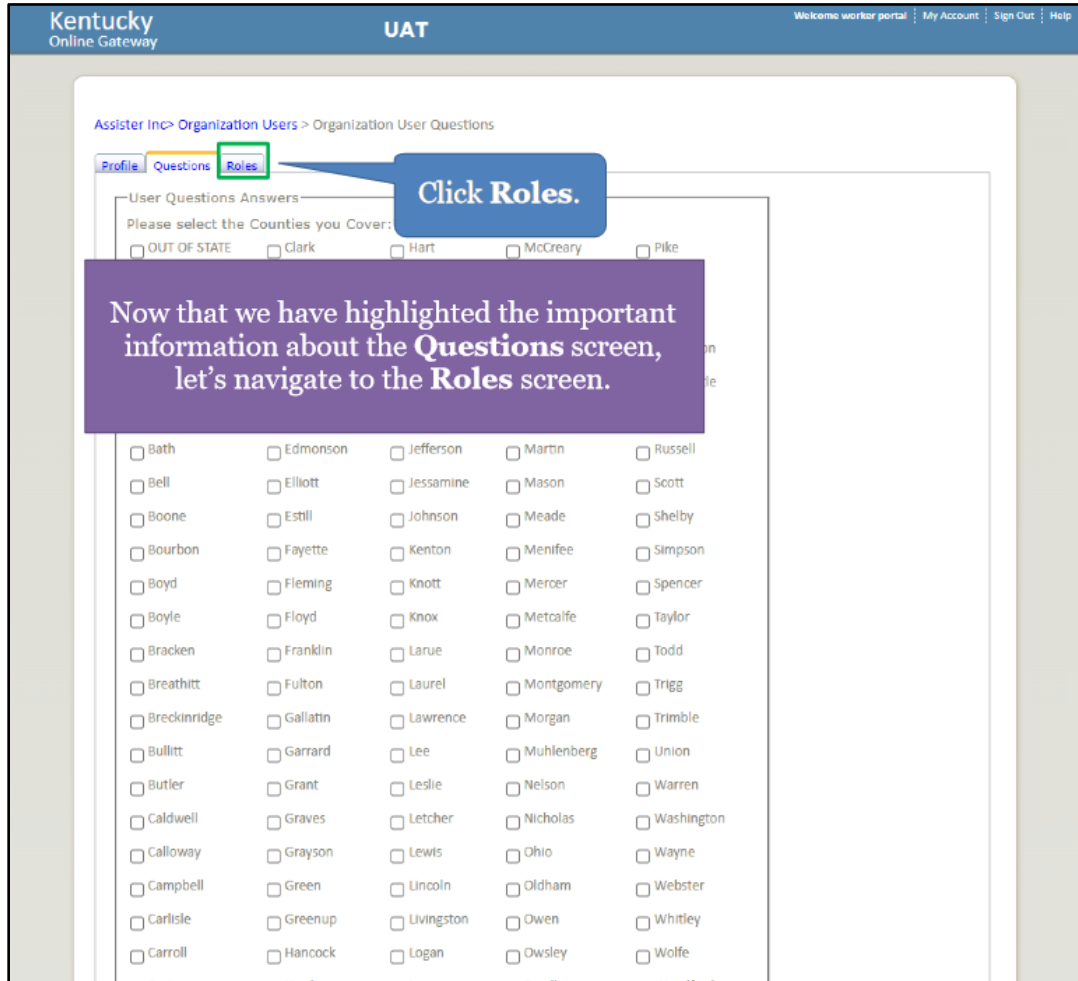 Kentucky
Online Gateway
UAT
Welcome worker portal My Account Sign Out Help
Assister Inc> Organization Users > Organization User Questions
Profile Questions Roles
Click Roles.
User Questions Answers
Please select the Counties you Cover:
OUT OF STATE Clark Hart McCreary Pike
Now that we have highlighted the important
information about the Questions screen,
let's navigate to the Roles screen.
Bath Edmonson Jefferson Martin Russell
Bell Elliott Jessamine Mason Scott
Boone Estill Johnson Meade Shelby
Bourbon Fayette Kenton Menifee Simpson
Boyd Fleming Knott Mercer Spencer
Boyle Floyd Knox Metcalfe Taylor
Bracken Franklin Larue Monroe Todd
Breathitt Fulton Laurel Montgomery Trigg
Breckinridge Gallatin Lawrence Morgan Trimble
Bullitt Garrard Lee Muhlenberg Union
Butler Grant Leslie Nelson Warren
Caldwell Graves Letcher Nicholas Washington
Calloway Grayson Lewis Ohio Wayne
Campbell Green Lincoln Oldham Webster
Carlisle Greenup Livingston Owen Whitley
Carroll Hancock Logan Owsley Wolfe